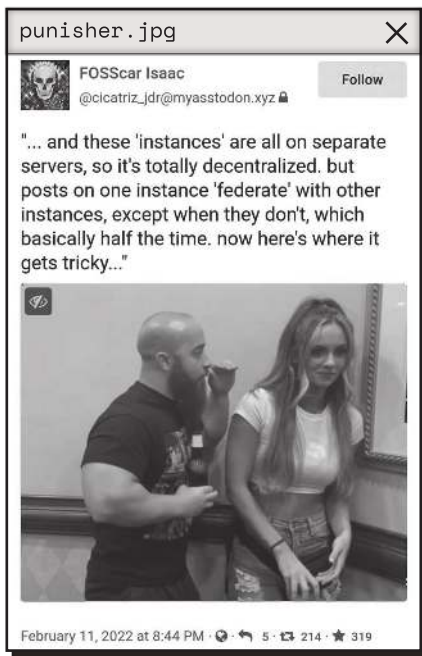 punisher.jpg
FOSScar Isaac
Follow
@cicatriz_jdr@myasstodon.xyz
"... and these 'instances' are all on separate
servers, so it's totally decentralized. but
posts on one instance 'federate' with other
instances, except when they don't, which
basically half the time. now here's where it
gets tricky..."
February 11, 2022 at 8:44 PM · · 5 · 214 · 319